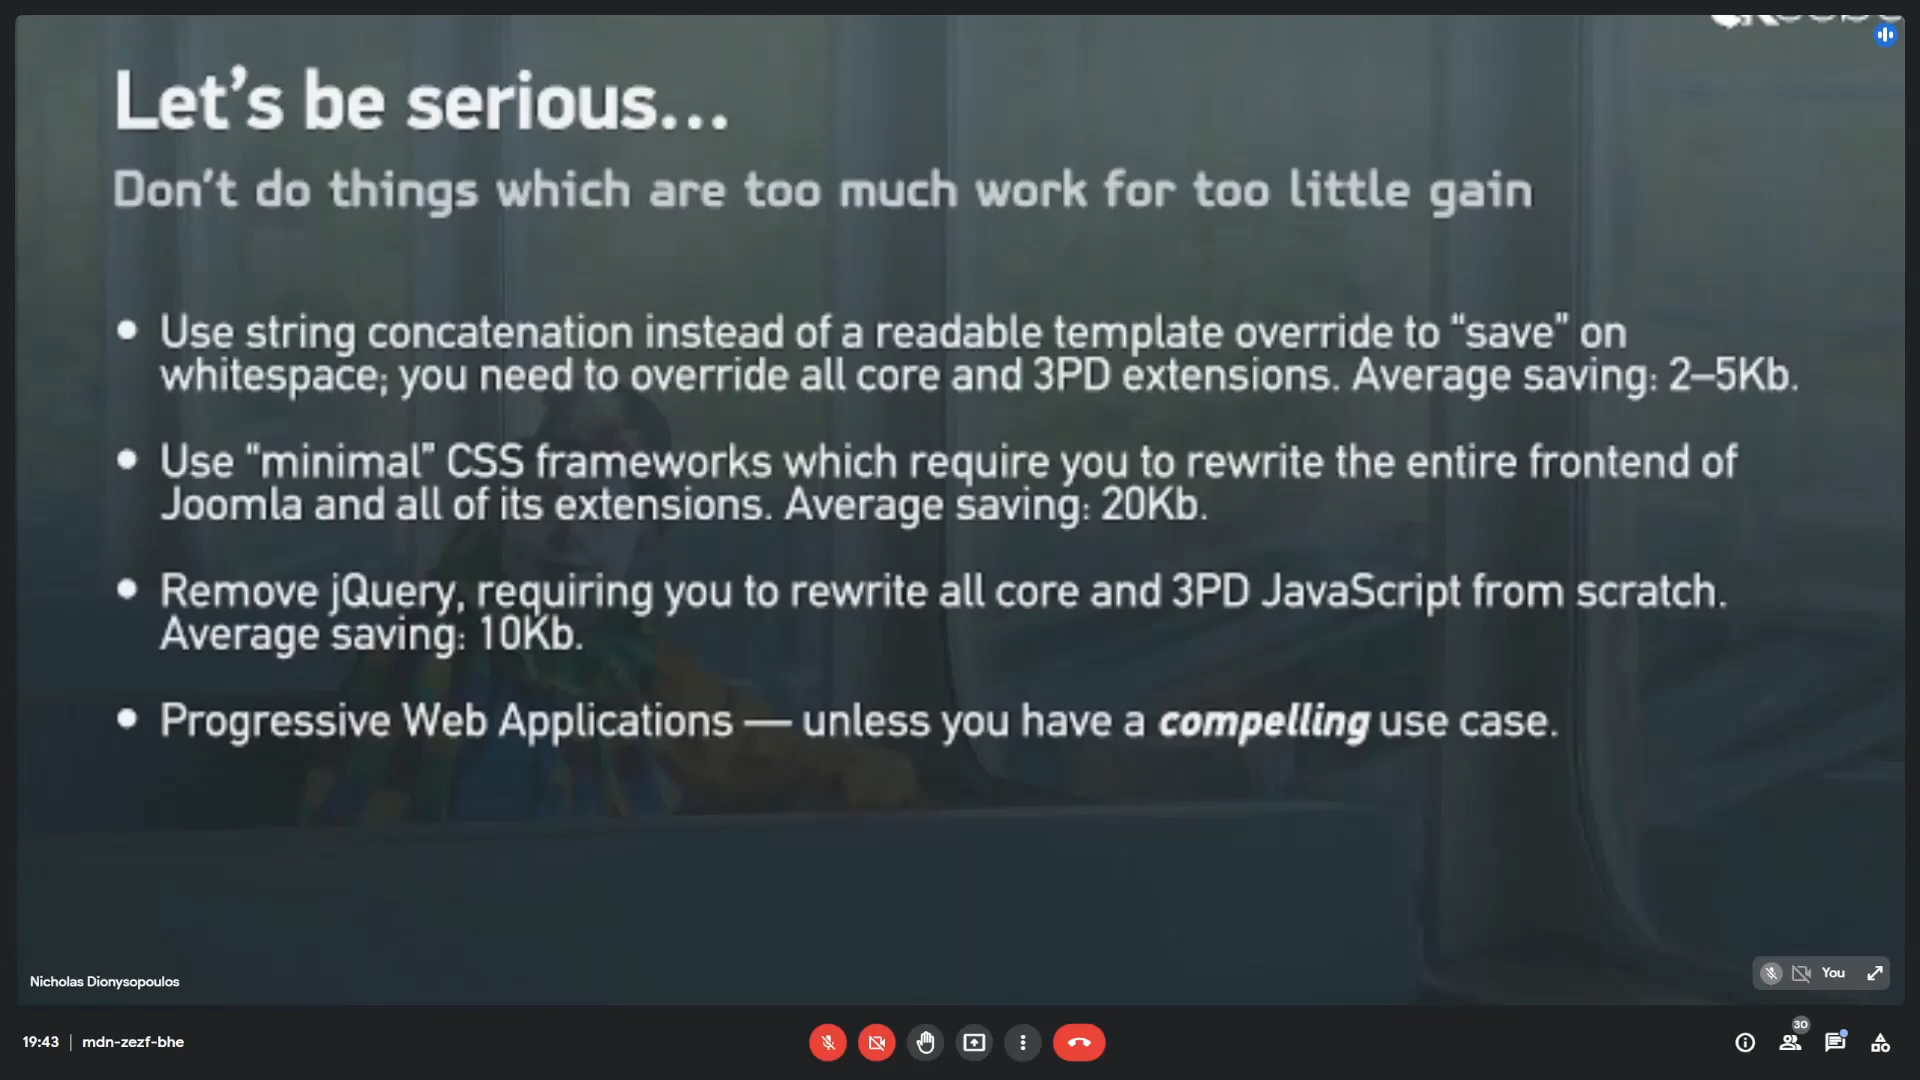 Let's be serious...
Don't do things which are too much work for too little gain
• Use string concatenation instead of a readable template override to “save” on
whitespace; you need to override all core and 3PD extensions. Average saving: 2–5Kb.
• Use “minimal” CSS frameworks which require you to rewrite the entire frontend of
Joomla and all of its extensions. Average saving: 20Kb.
• Remove jQuery, requiring you to rewrite all core and 3PD JavaScript from scratch.
Average saving: 10Kb.
• Progressive Web Applications — unless you have a compelling use case.
Nicholas Dionysopoulos
You
19:43 | mdn-zezf-bhe
30